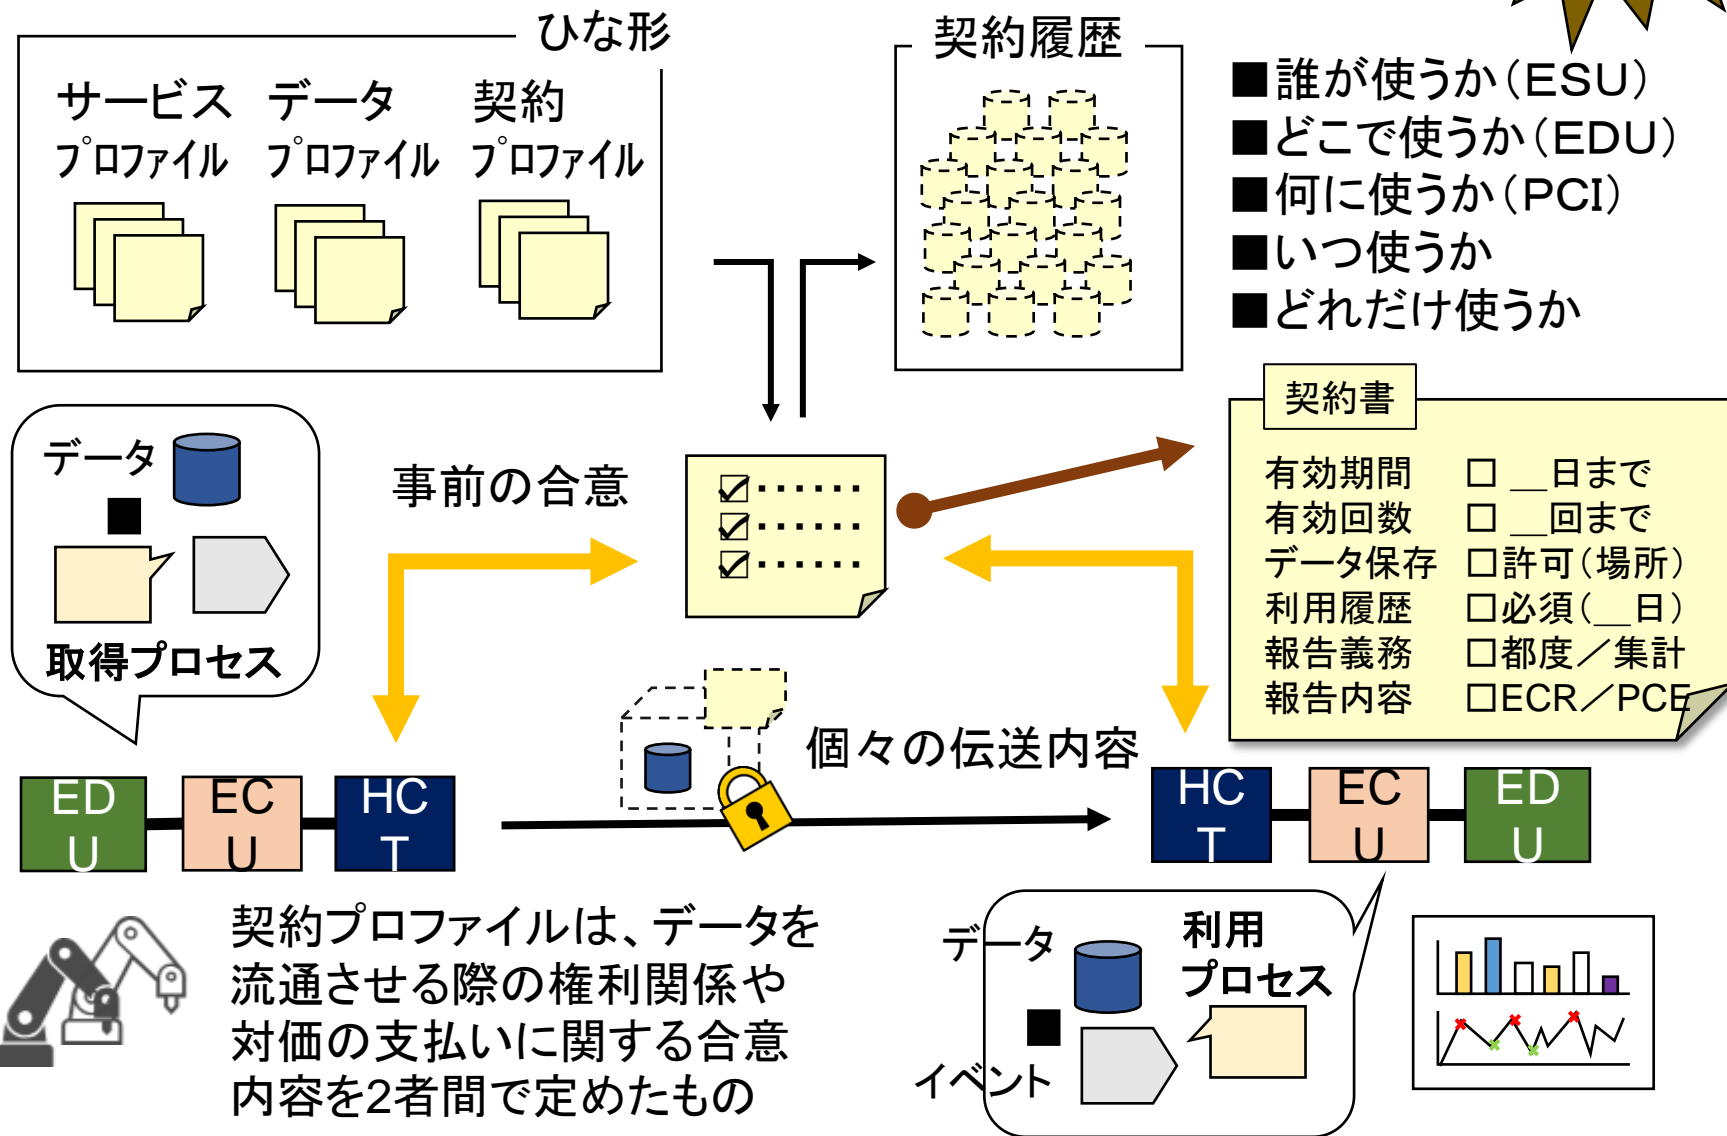 ひな形
サービス
プロファイル
データ
プロファイル
契約
プロファイル
契約履歴
■誰が使うか（ESU）
■どこで使うか（EDU）
■何に使うか（PCI）
■いつ使うか
■どれだけ使うか
契約書
有効期間 □ __日まで
有効回数 □ __回まで
データ保存 □許可（場所）
利用履歴 □必須（__日）
報告義務 □都度／集計
報告内容 □ECR／PCE
データ
取得プロセス
事前の合意
・・・・・・
・・・・・・
・・・・・・
個々の伝送内容
ED
U
EC
U
HC
T
HC
T
EC
U
ED
U
契約プロファイルは、データを
流通させる際の権利関係や
対価の支払いに関する合意
内容を2者間で定めたもの
データ
利用
プロセス
イベント